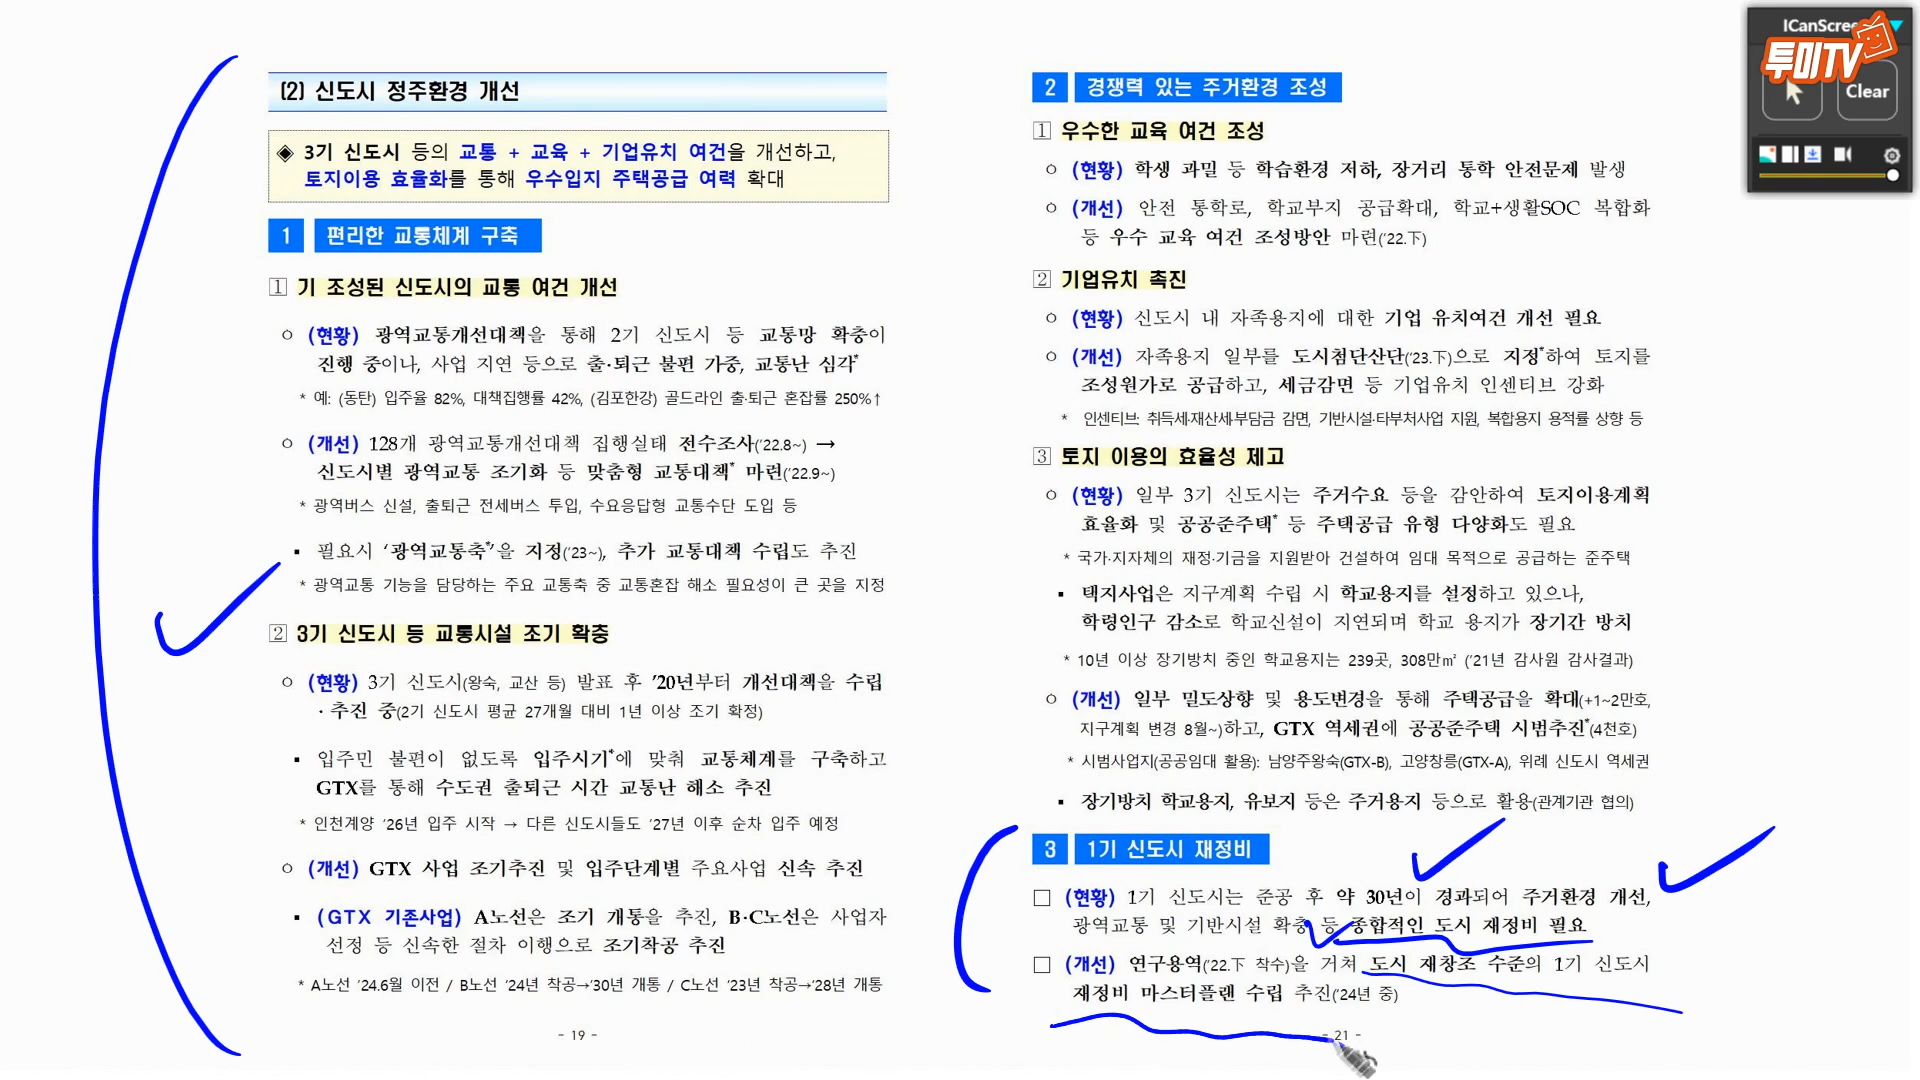 (2) 신도시 정주환경 개선
◈ 3기 신도시 등의 교통 + 교육 + 기업유치 여건을 개선하고,
토지이용 효율화를 통해 우수입지 주택공급 여력 확대
1 편리한 교통체계 구축
1 기 조성된 신도시의 교통 여건 개선
ㅇ (현황) 광역교통개선대책을 통해 2기 신도시 등 교통망 확충이
진행 중이나, 사업 지연 등으로 출·퇴근 불편 가중, 교통난 심각*
* 예: (동탄) 입주율 82%, 대책집행률 42%, (김포한강) 골드라인 출·퇴근 혼잡률 250%↑
ㅇ (개선) 128개 광역교통개선대책 집행실태 전수조사('22.8~) →
신도시별 광역교통 조기화 등 맞춤형 교통대책* 마련('22.9~)
* 광역버스 신설, 출퇴근 전세버스 투입, 수요응답형 교통수단 도입 등
▪ 필요시 '광역교통축*'을 지정('23~), 추가 교통대책 수립도 추진
* 광역교통 기능을 담당하는 주요 교통축 중 교통혼잡 해소 필요성이 큰 곳을 지정
2 3기 신도시 등 교통시설 조기 확충
ㅇ (현황) 3기 신도시(왕숙, 교산 등) 발표 후 '20년부터 개선대책을 수립
· 추진 중(2기 신도시 평균 27개월 대비 1년 이상 조기 확정)
▪ 입주민 불편이 없도록 입주시기*에 맞춰 교통체계를 구축하고
GTX를 통해 수도권 출퇴근 시간 교통난 해소 추진
* 인천계양 '26년 입주 시작 → 다른 신도시들도 '27년 이후 순차 입주 예정
ㅇ (개선) GTX 사업 조기추진 및 입주단계별 주요사업 신속 추진
▪ (GTX 기존사업) A노선은 조기 개통을 추진, B·C노선은 사업자
선정 등 신속한 절차 이행으로 조기착공 추진
* A노선 '24.6월 이전 / B노선 '24년 착공→'30년 개통 / C노선 '23년 착공→'28년 개통
- 19 -
2 경쟁력 있는 주거환경 조성
1 우수한 교육 여건 조성
ㅇ (현황) 학생 과밀 등 학습환경 저하, 장거리 통학 안전문제 발생
ㅇ (개선) 안전 통학로, 학교부지 공급확대, 학교+생활SOC 복합화
등 우수 교육 여건 조성방안 마련('22.下)
2 기업유치 촉진
ㅇ (현황) 신도시 내 자족용지에 대한 기업 유치여건 개선 필요
ㅇ (개선) 자족용지 일부를 도시첨단산단('23.下)으로 지정*하여 토지를
조성원가로 공급하고, 세금감면 등 기업유치 인센티브 강화
* 인센티브: 취득세·재산세·부담금 감면, 기반시설·타부처사업 지원, 복합용지 용적률 상향 등
3 토지 이용의 효율성 제고
ㅇ (현황) 일부 3기 신도시는 주거수요 등을 감안하여 토지이용계획
효율화 및 공공준주택* 등 주택공급 유형 다양화도 필요
* 국가·지자체의 재정·기금을 지원받아 건설하여 임대 목적으로 공급하는 준주택
▪ 택지사업은 지구계획 수립 시 학교용지를 설정하고 있으나,
학령인구 감소로 학교신설이 지연되며 학교 용지가 장기간 방치
* 10년 이상 장기방치 중인 학교용지는 239곳, 308만㎡ ('21년 감사원 감사결과)
ㅇ (개선) 일부 밀도상향 및 용도변경을 통해 주택공급을 확대(+1~2만호,
지구계획 변경 8월~)하고, GTX 역세권에 공공준주택 시범추진*(4천호)
* 시범사업지(공공임대 활용): 남양주왕숙(GTX-B), 고양창릉(GTX-A), 위례 신도시 역세권
▪ 장기방치 학교용지, 유보지 등은 주거용지 등으로 활용(관계기관 협의)
3 1기 신도시 재정비
□ (현황) 1기 신도시는 준공 후 약 30년이 경과되어 주거환경 개선,
광역교통 및 기반시설 확충 등 종합적인 도시 재정비 필요
□ (개선) 연구용역('22.下 착수)을 거쳐 도시 재창조 수준의 1기 신도시
재정비 마스터플랜 수립 추진('24년 중)
- 21 -
ICanScree
투미TV
Clear